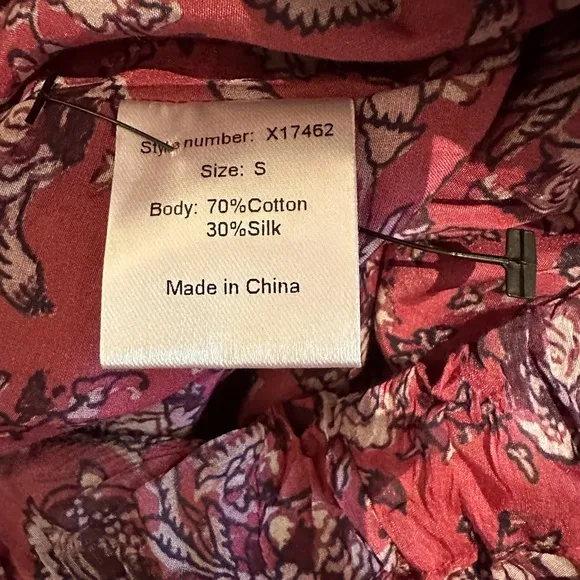 Style number: X17462
Size: S
Body: 70%Cotton
30%Silk
Made in China